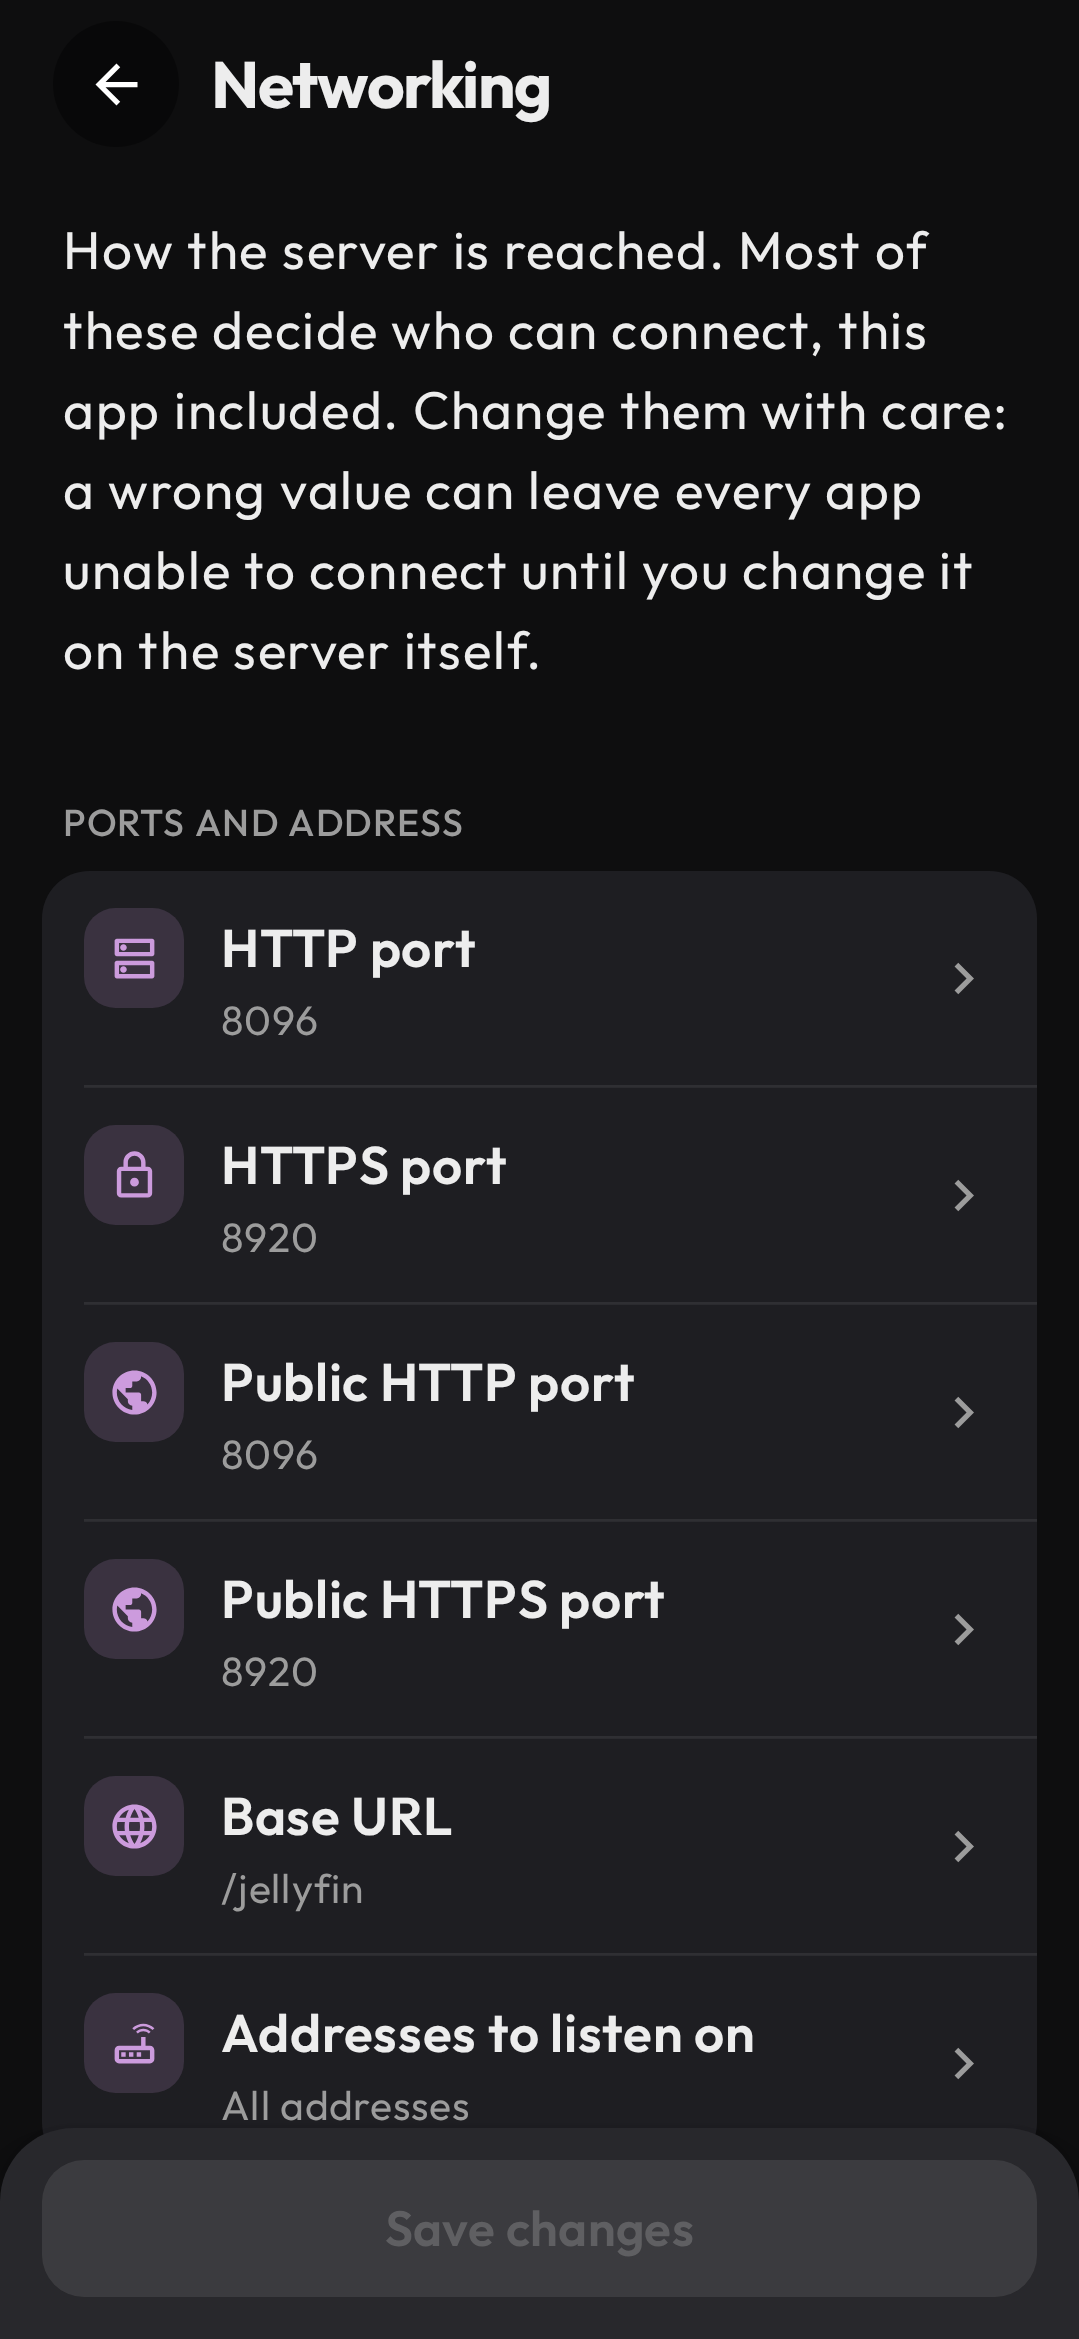 Networking
How the server is reached. Most of
these decide who can connect, this
app included. Change them with care:
a wrong value can leave every app
unable to connect until you change it
on the server itself.
PORTS AND ADDRESS
HTTP port
8096
HTTPS port
8920
Public HTTP port
8096
Public HTTPS port
8920
Base URL
/jellyfin
Addresses to listen on
All addresses
Save changes